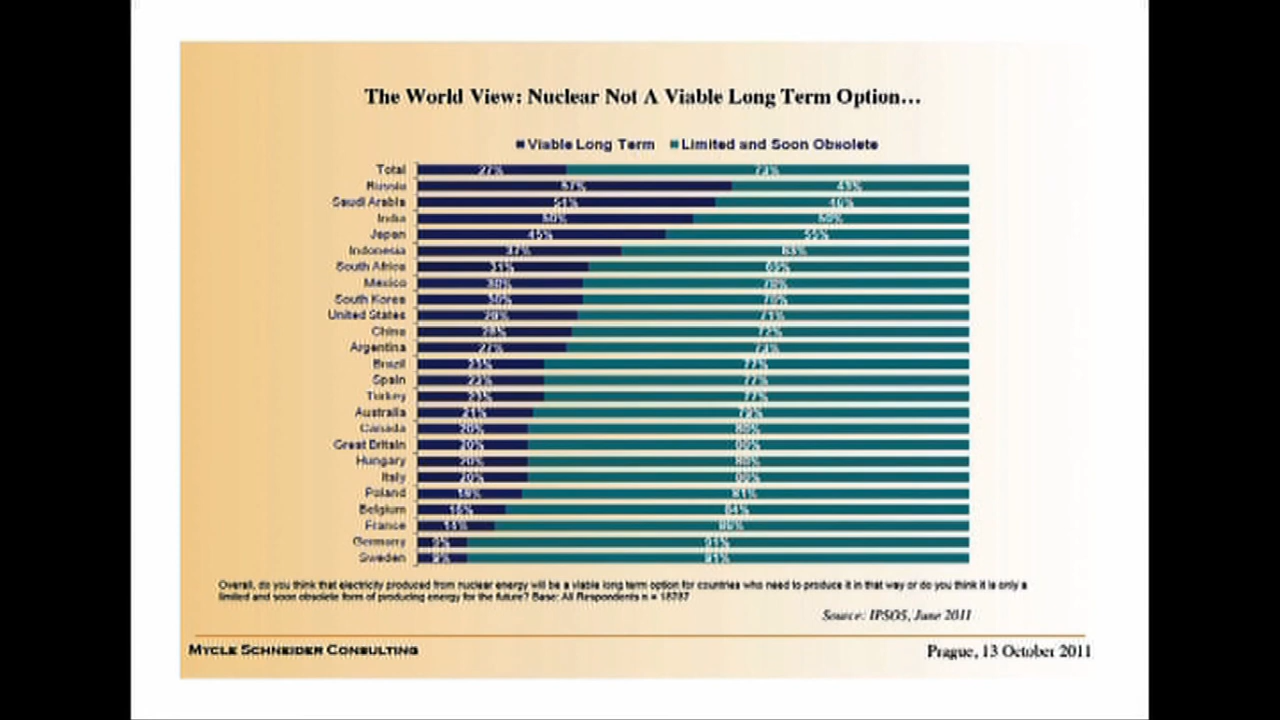 The World View: Nuclear Not A Viable Long Term Option…
Viable Long Term Limited and Soon Obsolete
Total 27% 73%
Russia 57% 43%
Saudi Arabia 54% 46%
India 50% 50%
Japan 45% 55%
Indonesia 37% 63%
South Africa 31% 69%
Mexico 30% 70%
South Korea 30% 70%
United States 29% 71%
China 28% 72%
Argentina 27% 73%
Brazil 23% 77%
Spain 23% 77%
Turkey 23% 77%
Australia 21% 79%
Canada 20% 80%
Great Britain 20% 80%
Hungary 20% 80%
Italy 20% 80%
Poland 19% 81%
Belgium 16% 84%
France 14% 86%
Germany 9% 91%
Sweden 9% 91%
Overall, do you think that electricity produced from nuclear energy will be a viable long term option for countries who need to produce it in that way or do you think it is only a
limited and soon obsolete form of producing energy for the future? Base: All Respondents n = 18787
Source: IPSOS, June 2011
MYCLE SCHNEIDER CONSULTING Prague, 13 October 2011